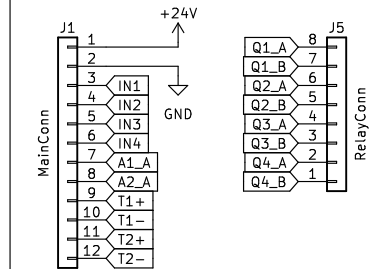 +24V
J1
1
2
3 IN1
4 IN2
5 IN3
6 IN4
7 A1_A
8 A2_A
9 T1+
10 T1-
11 T2+
12 T2-
MainConn
GND
J5
Q1_A 8
Q1_B 7
Q2_A 6
Q2_B 5
Q3_A 4
Q3_B 3
Q4_A 2
Q4_B 1
RelayConn